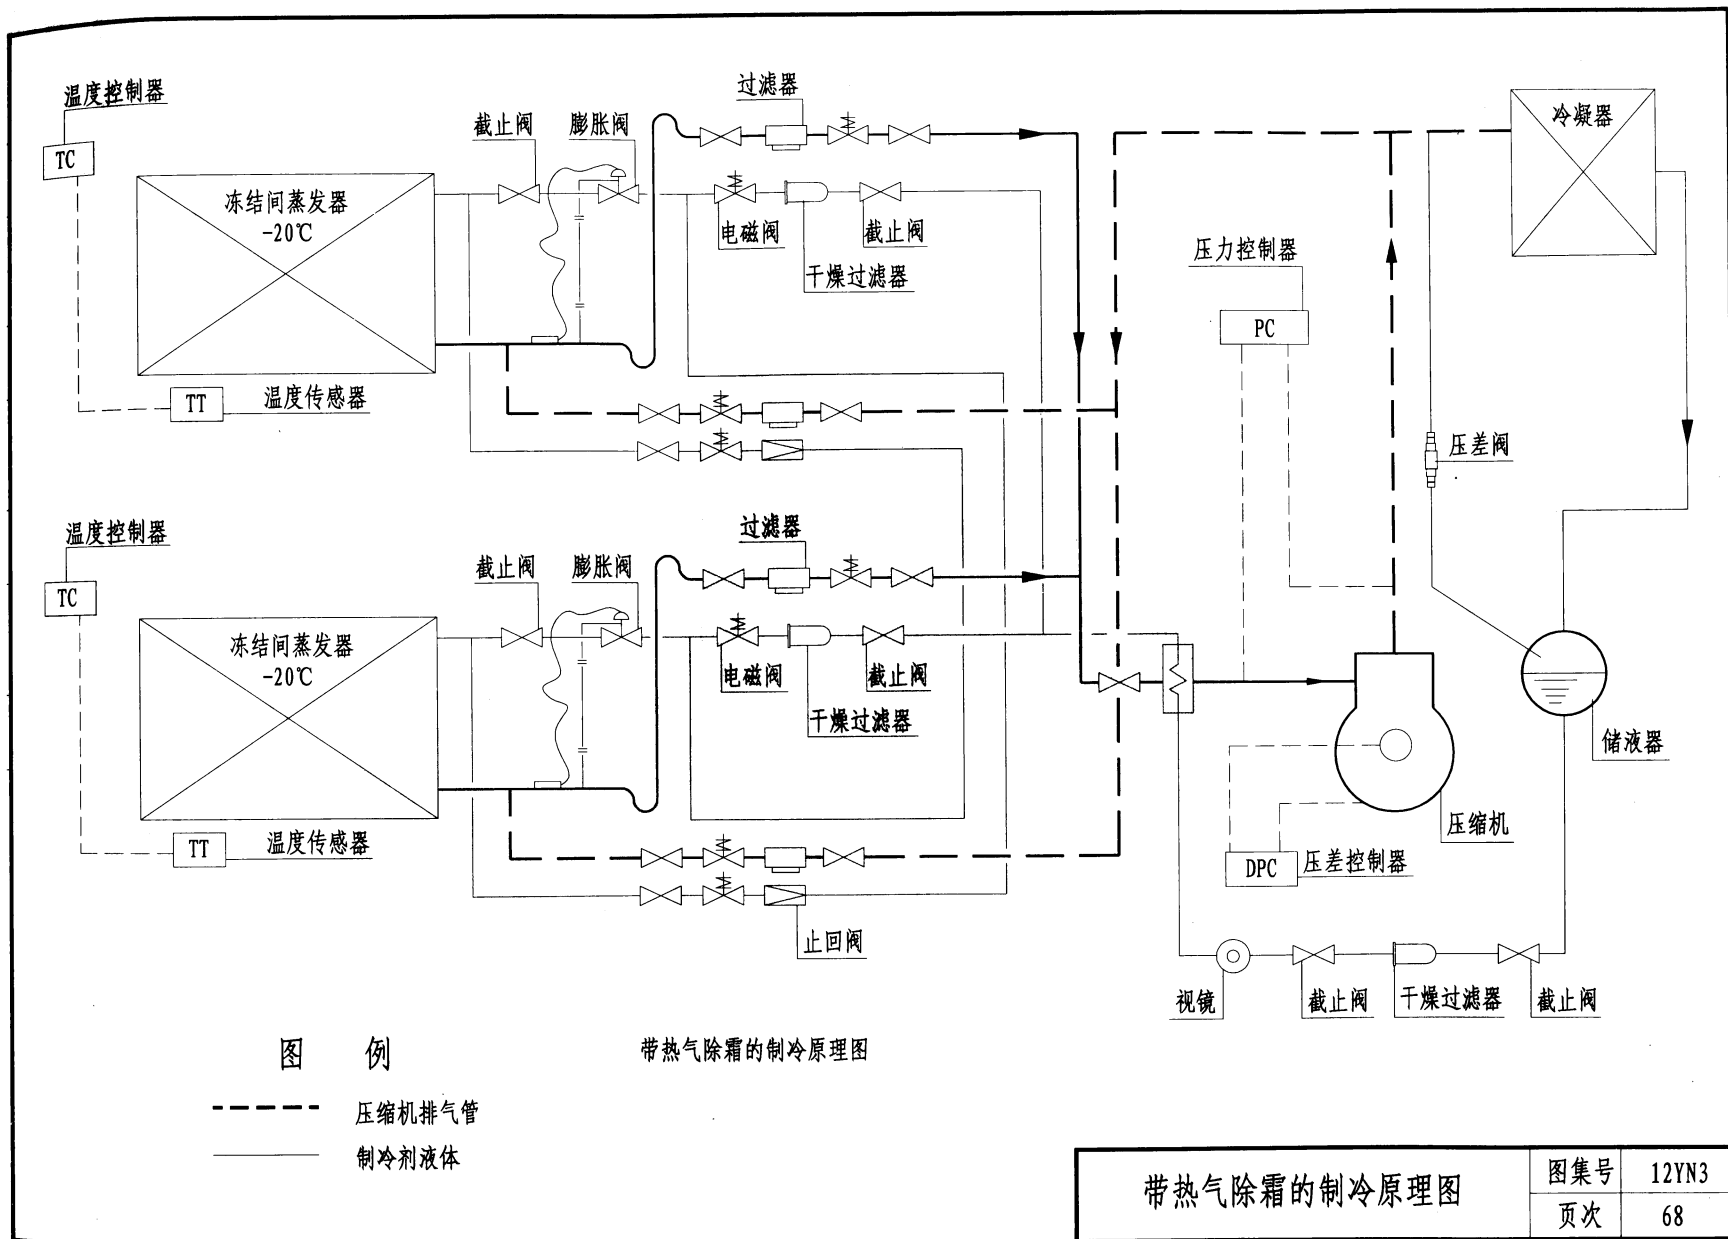 温度控制器
TC
冻结间蒸发器
-20℃
TT
温度传感器
截止阀
膨胀阀
过滤器
电磁阀
截止阀
干燥过滤器
冷凝器
压力控制器
PC
压差阀
温度控制器
TC
冻结间蒸发器
-20℃
TT
温度传感器
截止阀
膨胀阀
过滤器
电磁阀
截止阀
干燥过滤器
止回阀
储液器
压缩机
DPC
压差控制器
视镜
截止阀
干燥过滤器
截止阀
图 例
压缩机排气管
制冷剂液体
带热气除霜的制冷原理图
带热气除霜的制冷原理图
图集号 12YN3
页次 68